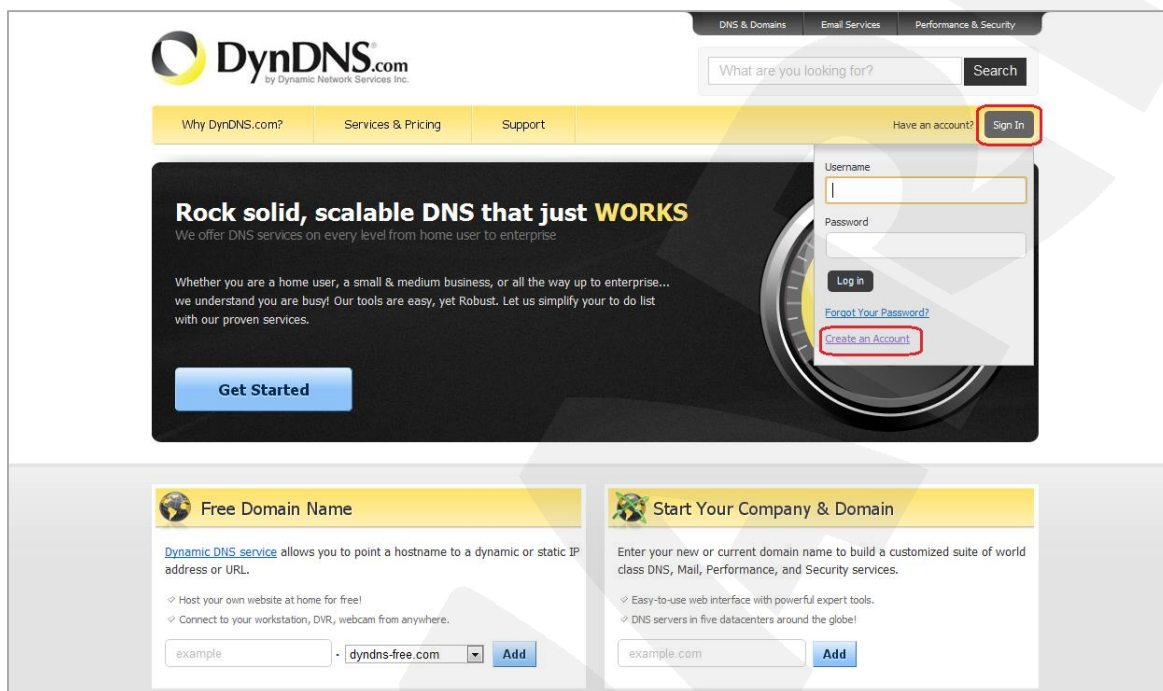 DNS & Domains Email Services Performance & Security
DynDNS.com
by Dynamic Network Services Inc.
What are you looking for? Search
Why DynDNS.com? Services & Pricing Support Have an account? Sign In
Username
Password
Log in
Forgot Your Password?
Create an Account
Rock solid, scalable DNS that just WORKS
We offer DNS services on every level from home user to enterprise
Whether you are a home user, a small & medium business, or all the way up to enterprise...
we understand you are busy! Our tools are easy, yet Robust. Let us simplify your to do list
with our proven services.
Get Started
Free Domain Name
Dynamic DNS service allows you to point a hostname to a dynamic or static IP
address or URL.
Host your own website at home for free!
Connect to your workstation, DVR, webcam from anywhere.
example - dyndns-free.com Add
Start Your Company & Domain
Enter your new or current domain name to build a customized suite of world
class DNS, Mail, Performance, and Security services.
Easy-to-use web interface with powerful expert tools.
DNS servers in five datacenters around the globe!
example.com Add